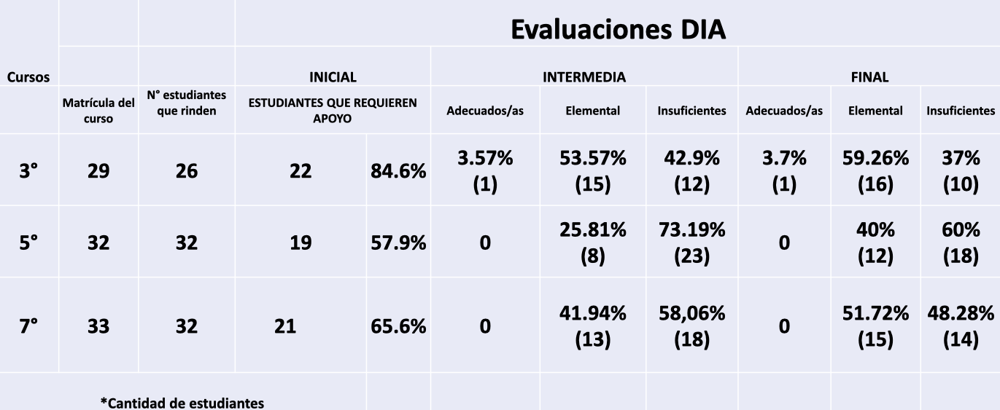 Evaluaciones DIA
Cursos
INICIAL
INTERMEDIA
FINAL
Matrícula del
curso
N° estudiantes
que rinden
ESTUDIANTES QUE REQUIEREN
APOYO
Adecuados/as
Elemental
Insuficientes
Adecuados/as
Elemental
Insuficientes
3°
29
26
22
84.6%
3.57%
(1)
53.57%
(15)
42.9%
(12)
3.7%
(1)
59.26%
(16)
37%
(10)
5°
32
32
19
57.9%
0
25.81%
(8)
73.19%
(23)
0
40%
(12)
60%
(18)
7°
33
32
21
65.6%
0
41.94%
(13)
58,06%
(18)
0
51.72%
(15)
48.28%
(14)
*Cantidad de estudiantes